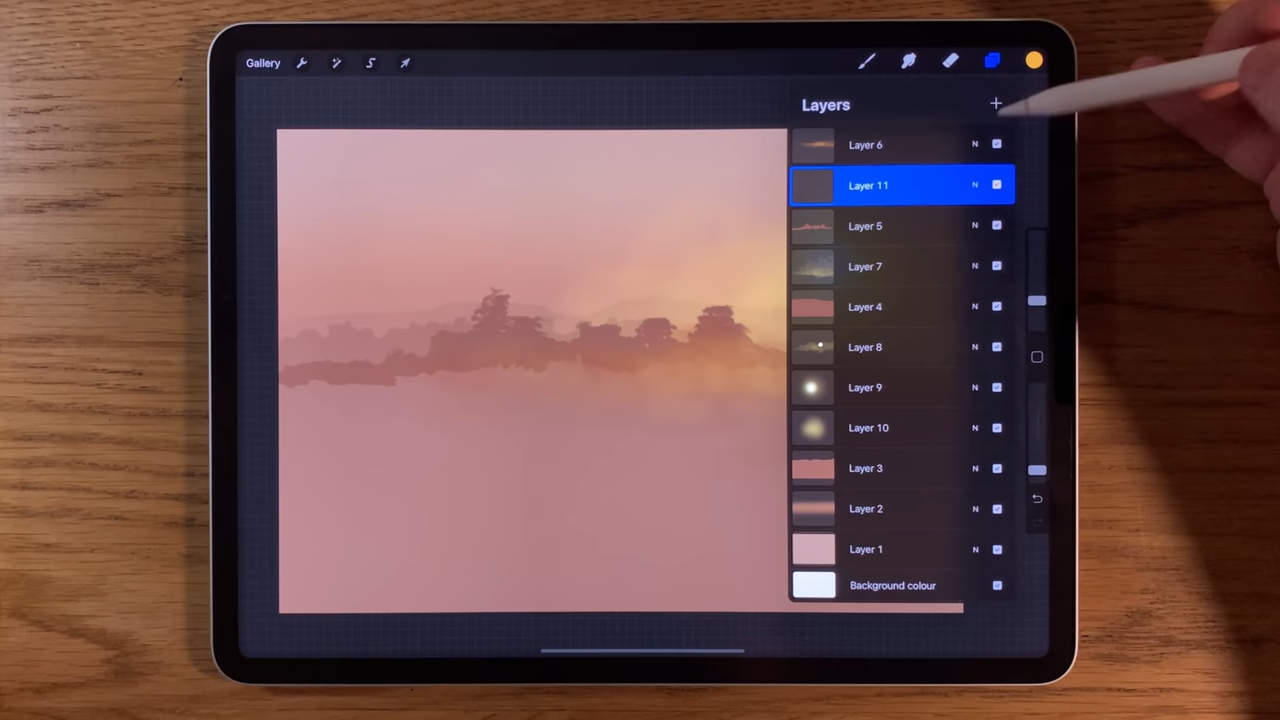 Gallery
Layers
Layer 6 N
Layer 11 N
Layer 5 N
Layer 7 N
Layer 4 N
Layer 8 N
Layer 9 N
Layer 10 N
Layer 3 N
Layer 2 N
Layer 1 N
Background colour